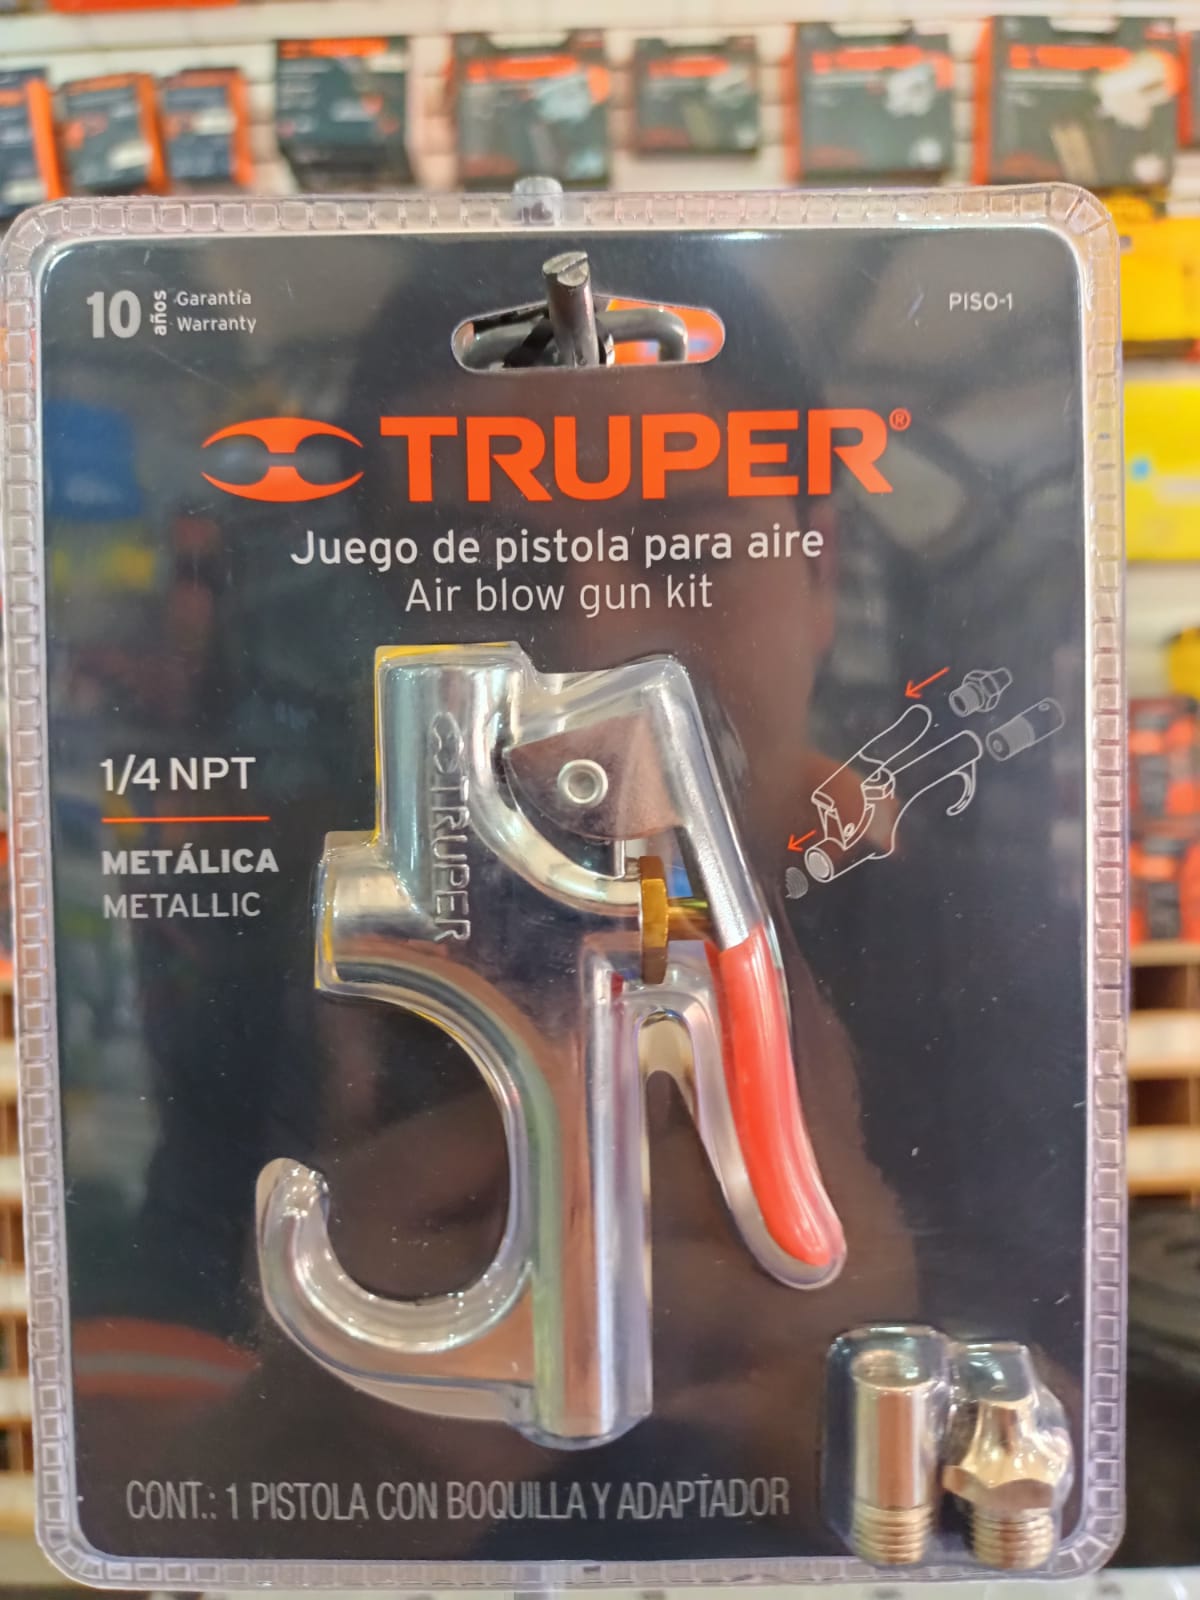 10 años Garantía
Warranty
PISO-1
TRUPER®
Juego de pistola para aire
Air blow gun kit
TRUPER
1/4 NPT
METÁLICA
METALLIC
CONT.: 1 PISTOLA CON BOQUILLA Y ADAPTADOR